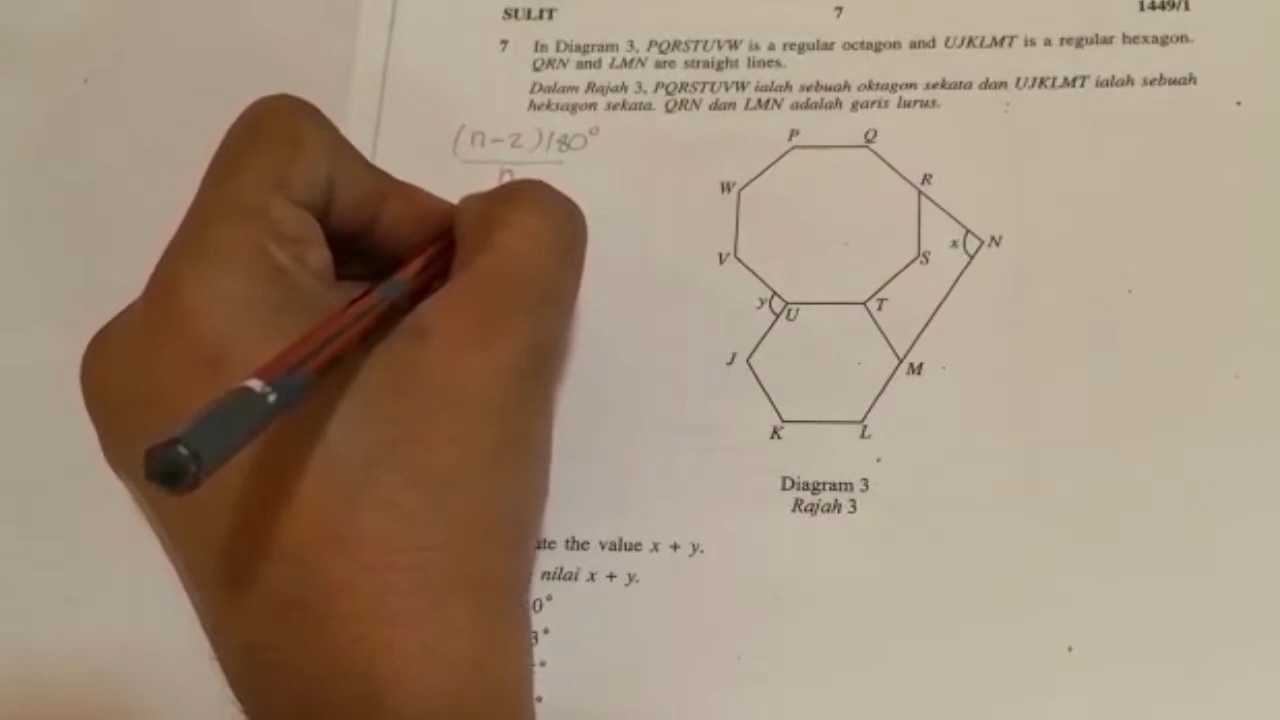 SULIT 7 1449/1
7 In Diagram 3, PQRSTUVW is a regular octagon and UJKLMT is a regular hexagon.
QRN and LMN are straight lines.
Dalam Rajah 3, PQRSTUVW ialah sebuah oktagon sekata dan UJKLMT ialah sebuah
heksagon sekata. QRN dan LMN adalah garis lurus.
(n-2)180°
n
P Q
W R
x N
V S
y U T
J M
K L
Diagram 3
Rajah 3
the value x + y.
nilai x + y.